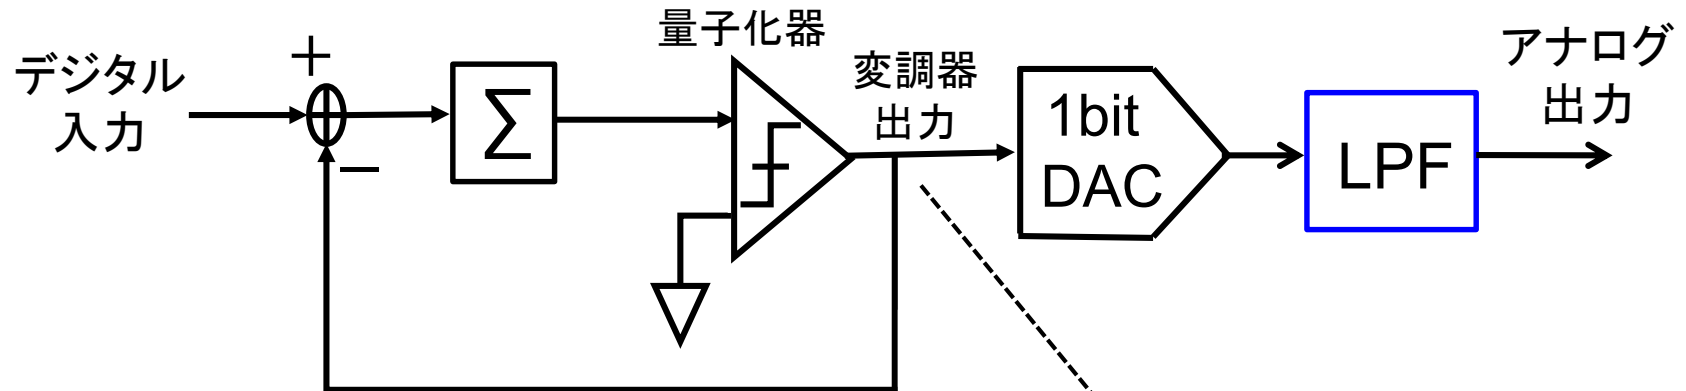 デジタル
入力
+
−
Σ
量子化器
変調器
出力
1bit
DAC
LPF
アナログ
出力